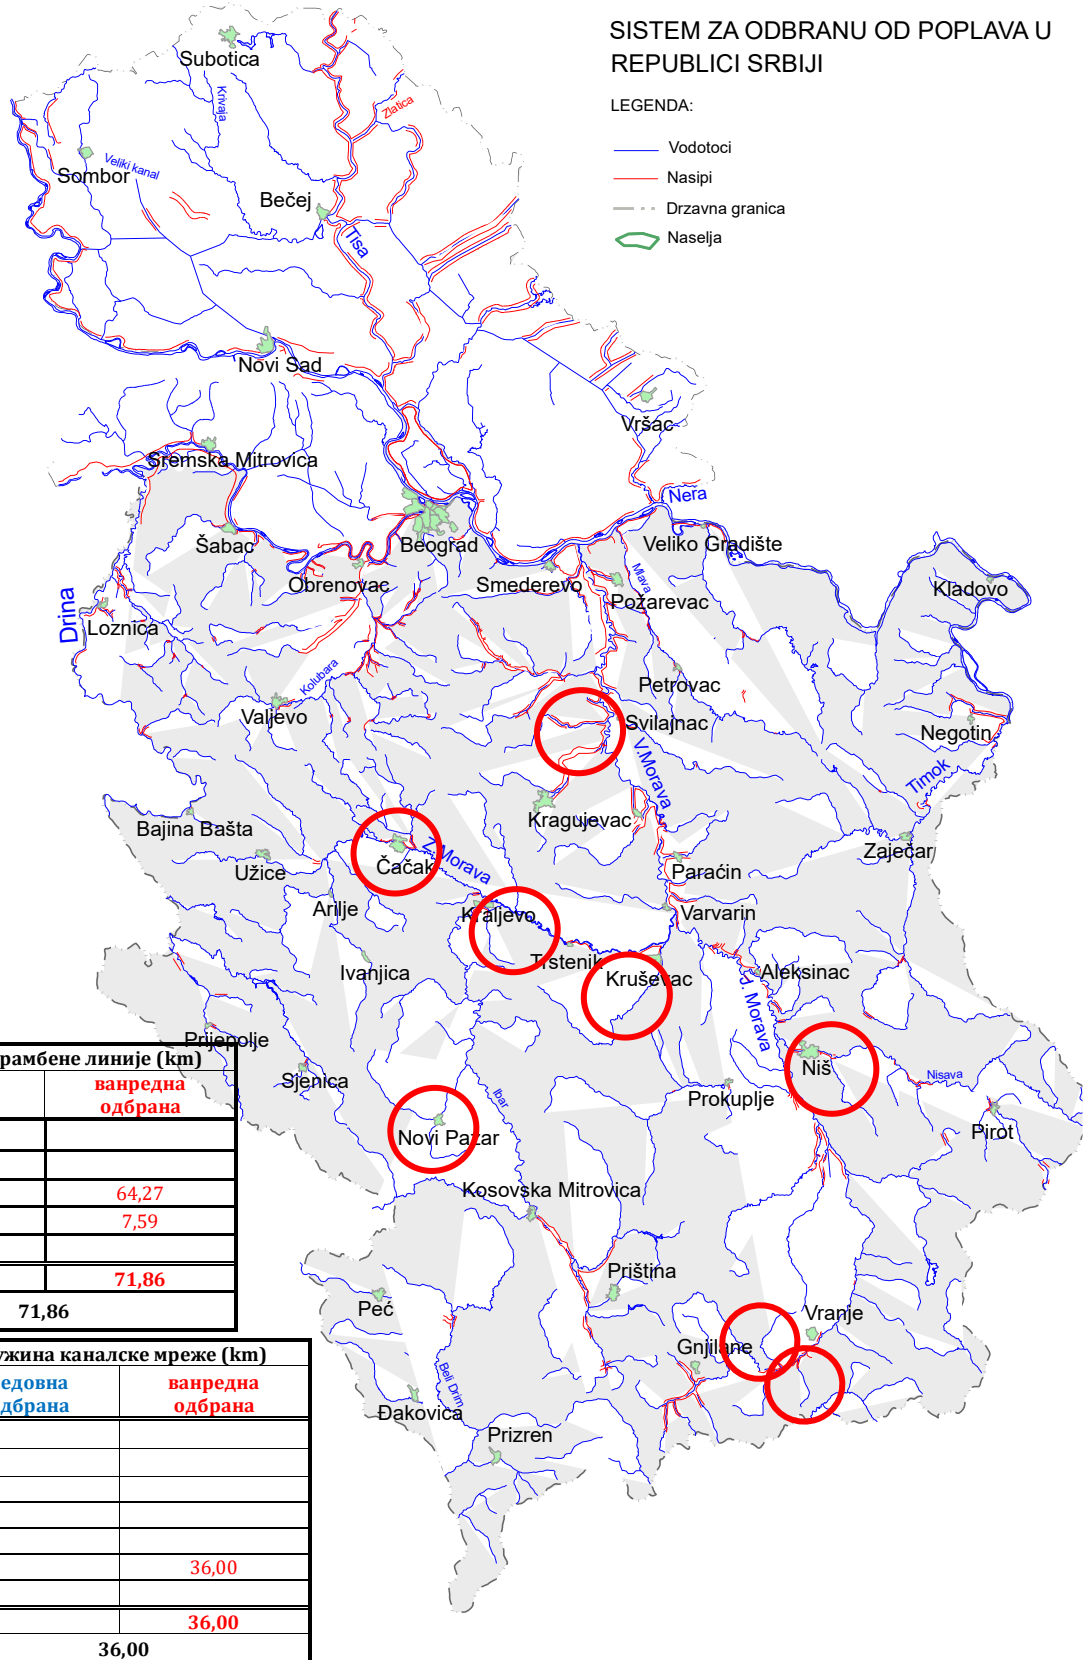 SISTEM ZA ODBRANU OD POPLAVA U
REPUBLICI SRBIJI
LEGENDA:
Vodotoci
Nasipi
Drzavna granica
Naselja
Subotica
Krivaja
Zlatica
Sombor
Veliki kanal
Bečej
Tisa
Novi Sad
Vršac
Sremska Mitrovica
Nera
Šabac
Beograd
Veliko Gradište
Obrenovac
Smederevo
Mlava
Požarevac
Kladovo
Drina
Loznica
Kolubara
Petrovac
Valjevo
Svilajnac
Negotin
V.Morava
Timok
Bajina Bašta
Kragujevac
Zaječar
Užice
Čačak
Z.Morava
Paraćin
Arilje
Kraljevo
Varvarin
Ivanjica
Trstenik
Kruševac
Aleksinac
J. Morava
Prijepolje
Sjenica
Ibar
Niš
Nisava
Prokuplje
Pirot
Novi Pazar
Kosovska Mitrovica
Priština
Peć
Vranje
Gnjilane
Beli Drim
Đakovica
Prizren
рамбене линије (km)
ванредна
одбрана
64,27
7,59
71,86
71,86
ужина каналске мреже (km)
едовна
дбрана
ванредна
одбрана
36,00
36,00
36,00